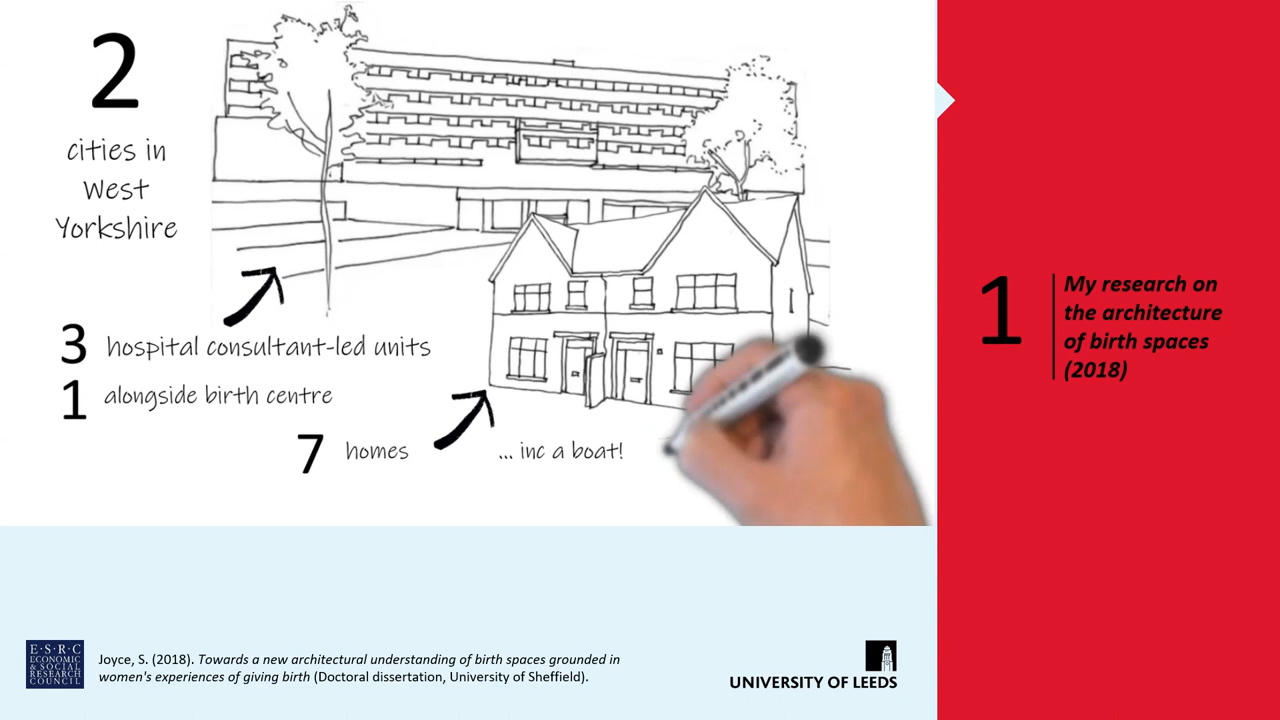 2
cities in
West
Yorkshire
3 hospital consultant-led units
1 alongside birth centre
7 homes ... inc a boat!
1
My research on
the architecture
of birth spaces
(2018)
E·S·R·C
ECONOMIC
& SOCIAL
RESEARCH
COUNCIL
Joyce, S. (2018). Towards a new architectural understanding of birth spaces grounded in
women's experiences of giving birth (Doctoral dissertation, University of Sheffield).
UNIVERSITY OF LEEDS